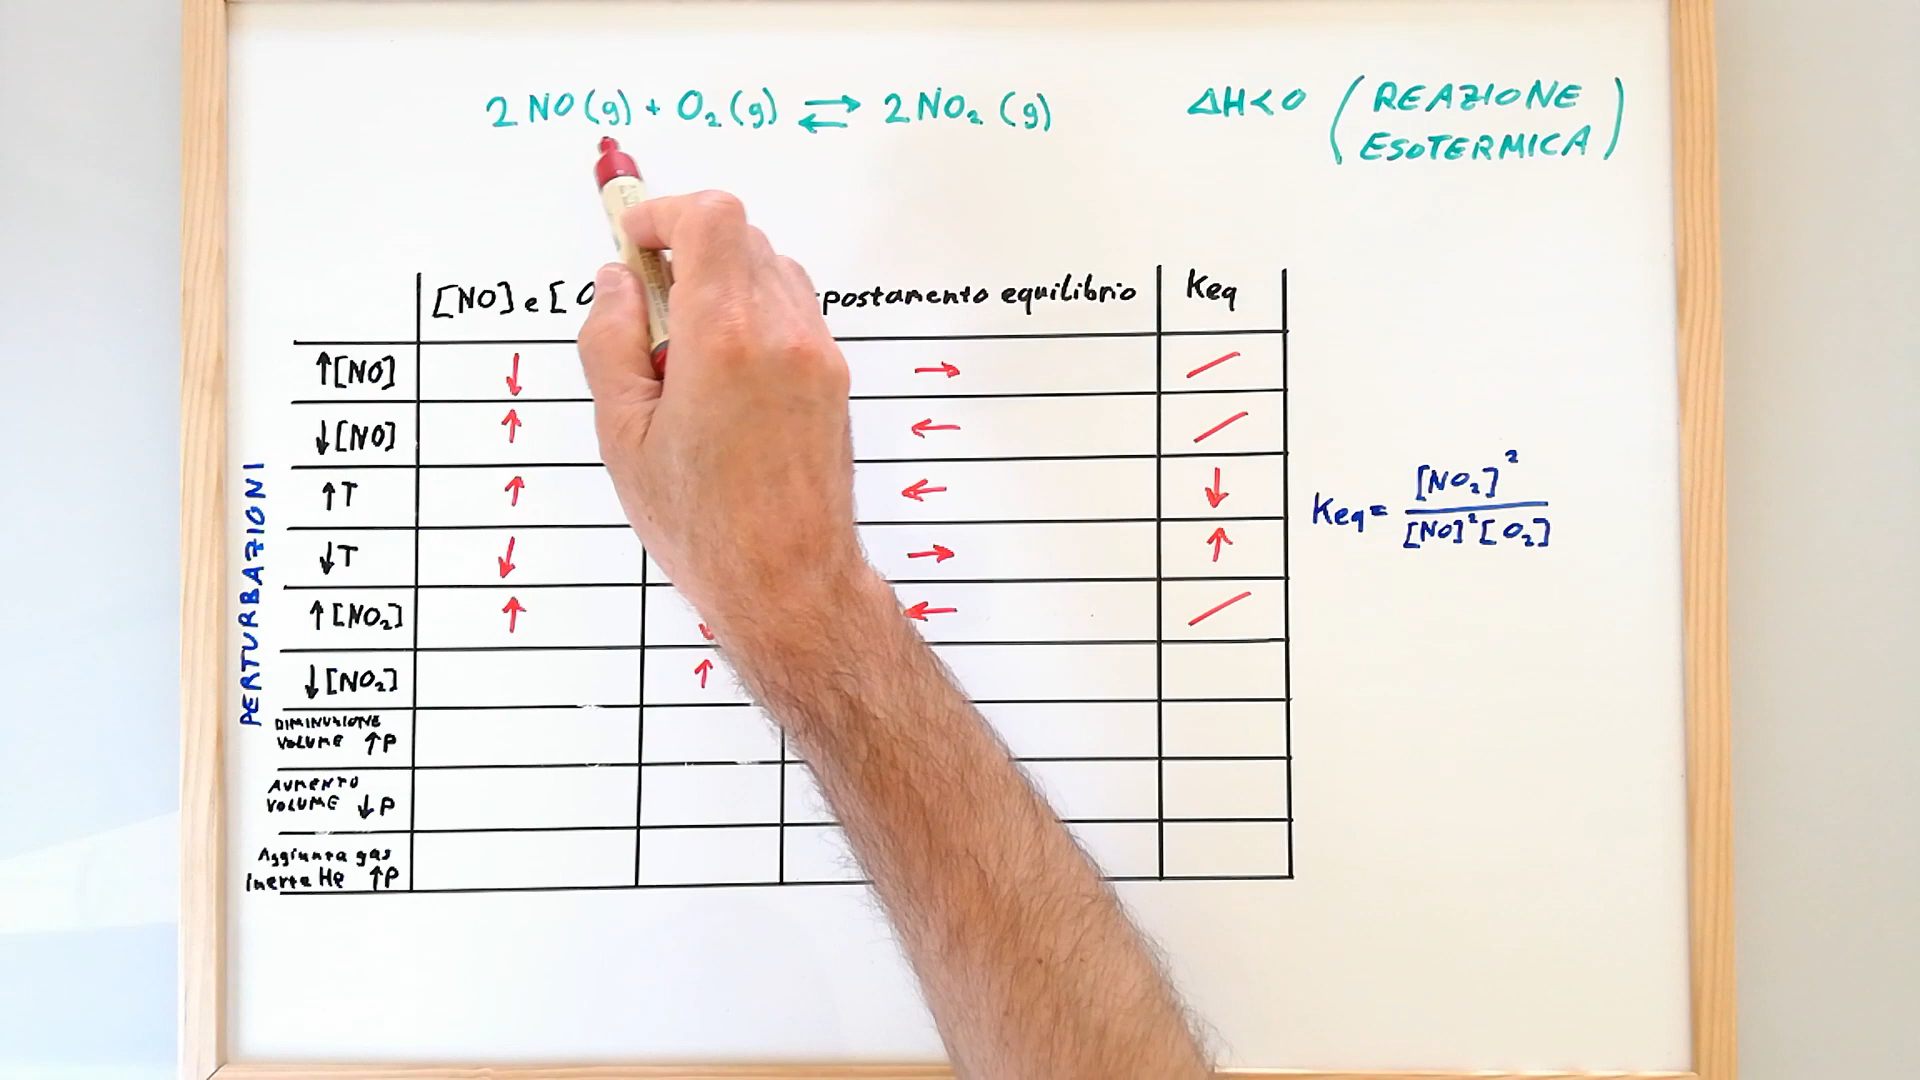 2 NO(g) + O₂(g) ⇌ 2 NO₂ (g)
ΔH<0 (REAZIONE
ESOTERMICA)
[NO] e [O
postamento equilibrio
Keq
↑[NO] ↓ → /
↓[NO] ↑ ← /
↑T ↑ ← ↓
↓T ↓ → ↑
↑[NO₂] ↑ ↓ ← /
↓[NO₂] ↑
DIMINUZIONE
VOLUME ↑P
AUMENTO
VOLUME ↓P
Aggiunta gas
inerte He ↑P
PERTURBAZIONI
Keq = [NO₂]² / [NO]²[O₂]